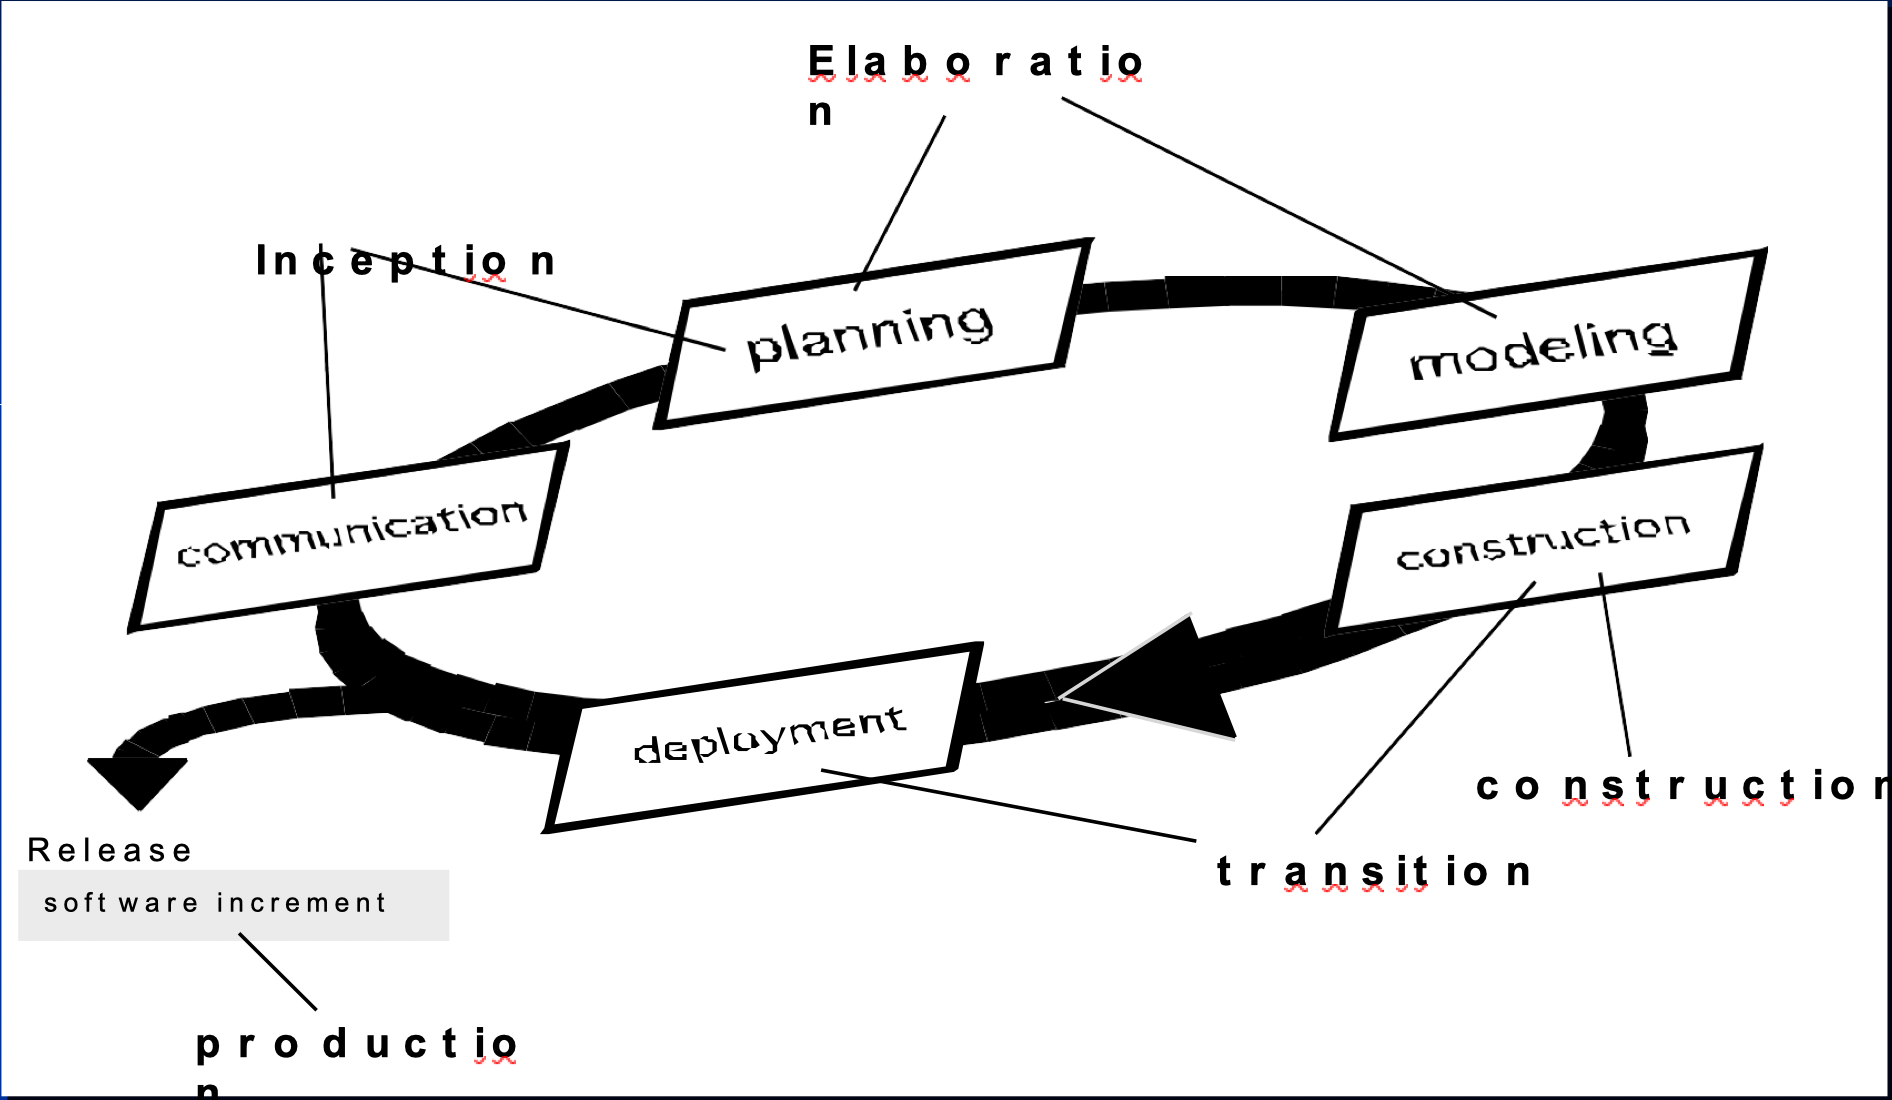 Elaboratio
n
Inception
planning
modeling
communication
construction
deployment
construction
transition
Release
software increment
productio
n